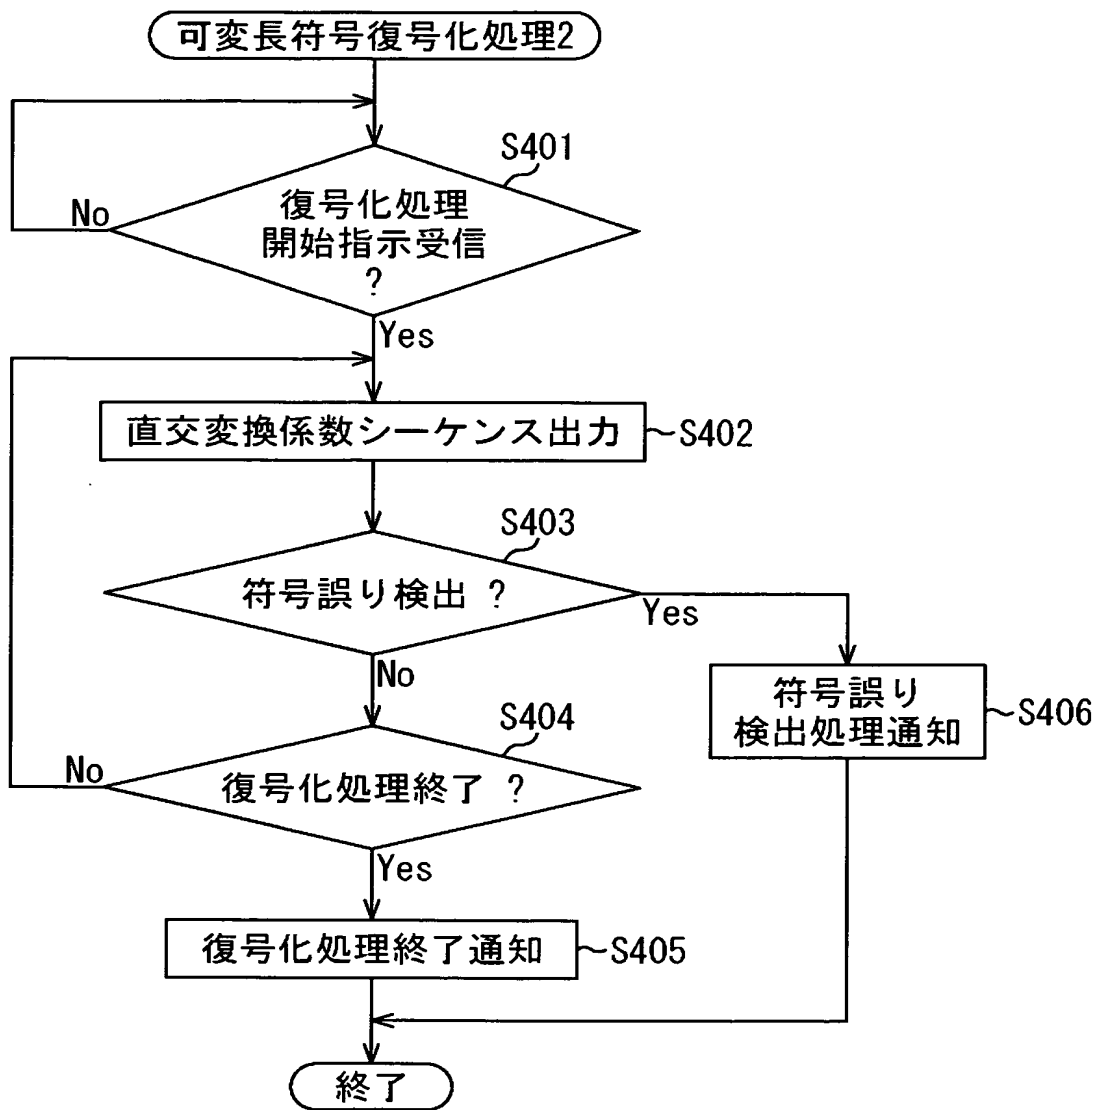 可変長符号復号化処理2
S401
No
復号化処理
開始指示受信
?
Yes
直交変換係数シーケンス出力
S402
S403
符号誤り検出 ?
Yes
No
符号誤り
検出処理通知
S406
S404
No
復号化処理終了 ?
Yes
復号化処理終了通知
S405
終了